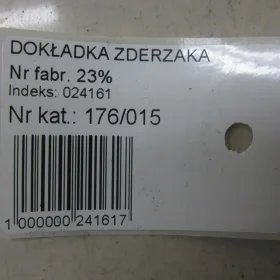 DOKŁADKA ZDERZAKA
Nr fabr. 23%
Indeks: 024161
Nr kat.: 176/015
1 000000 241617